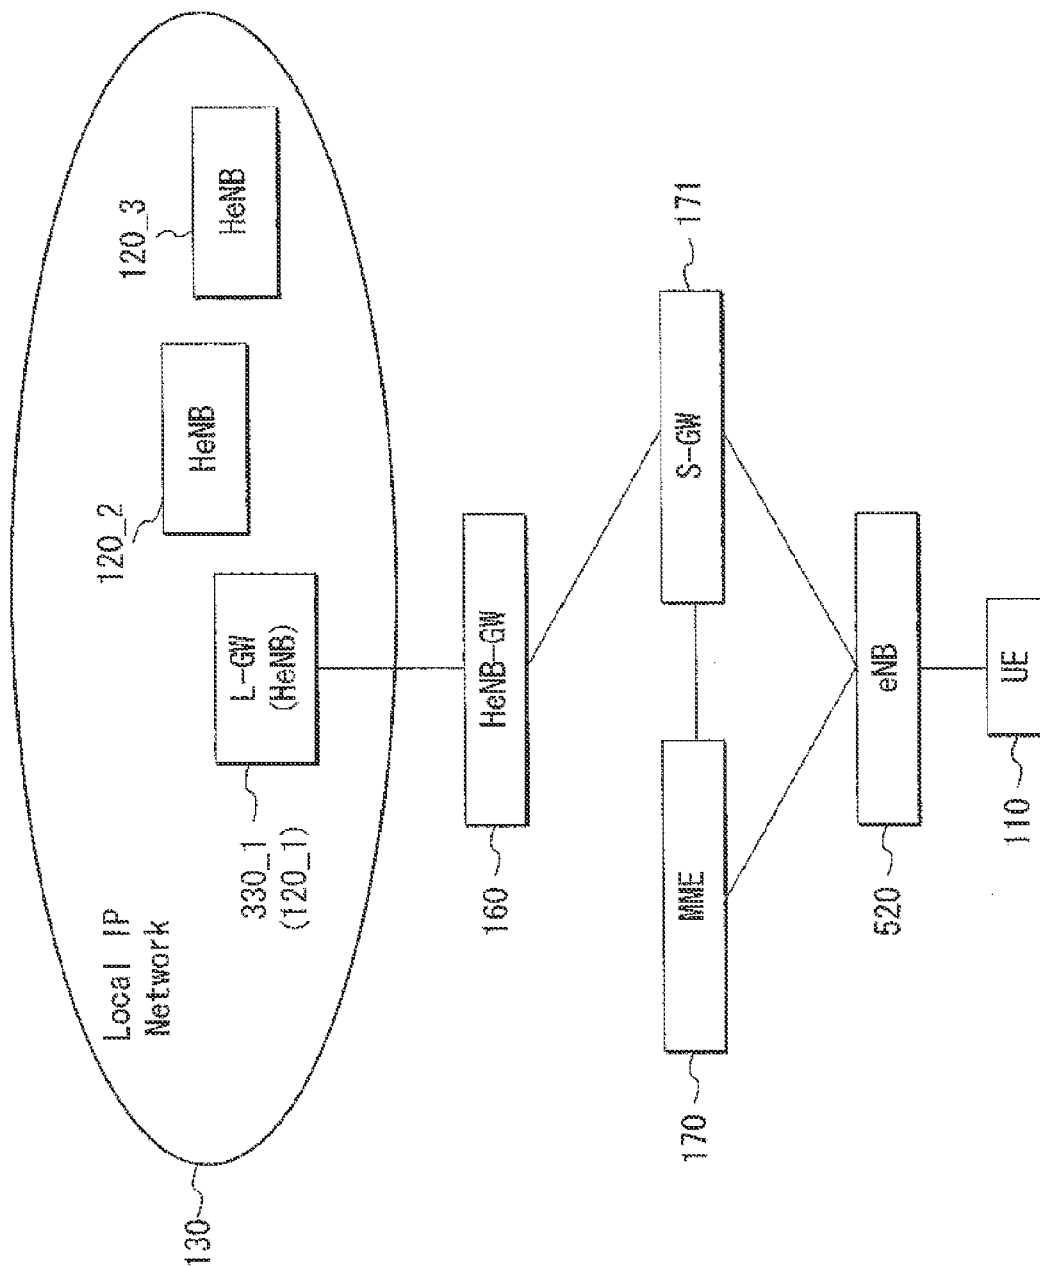 130
Local IP
Network
330_1
(120_1)
L-GW
(HeNB)
120_2
HeNB
120_3
HeNB
160
HeNB-GW
170
MME
S-GW
171
520
eNB
110
UE